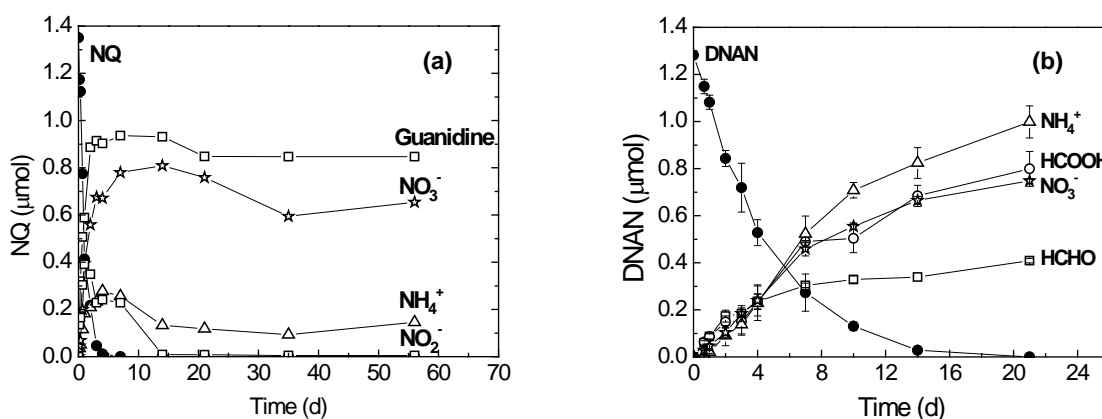 (a)
NQ
Guanidine
NO₃⁻
NH₄⁺
NO₂⁻
NQ (µmol)
1.4
1.2
1.0
0.8
0.6
0.4
0.2
0.0
0 10 20 30 40 50 60 70
Time (d)
(b)
DNAN
NH₄⁺
HCOOH
NO₃⁻
HCHO
DNAN (µmol)
1.4
1.2
1.0
0.8
0.6
0.4
0.2
0.0
0 4 8 12 16 20 24
Time (d)